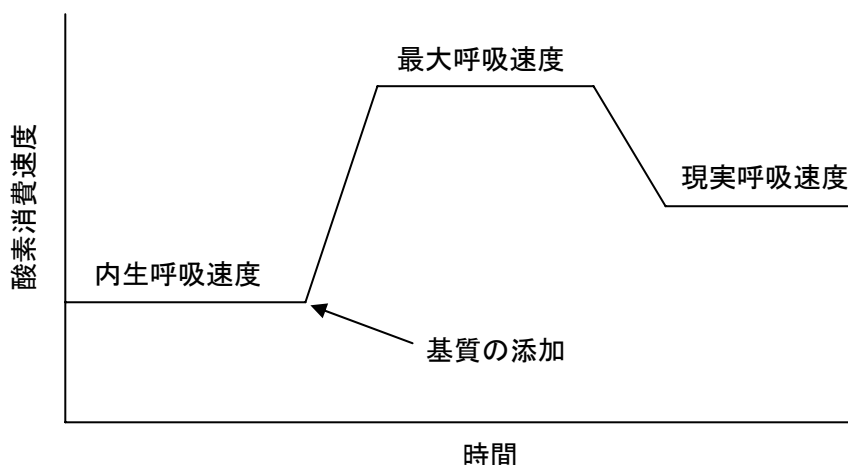 最大呼吸速度
現実呼吸速度
酸素消費速度
内生呼吸速度
基質の添加
時間